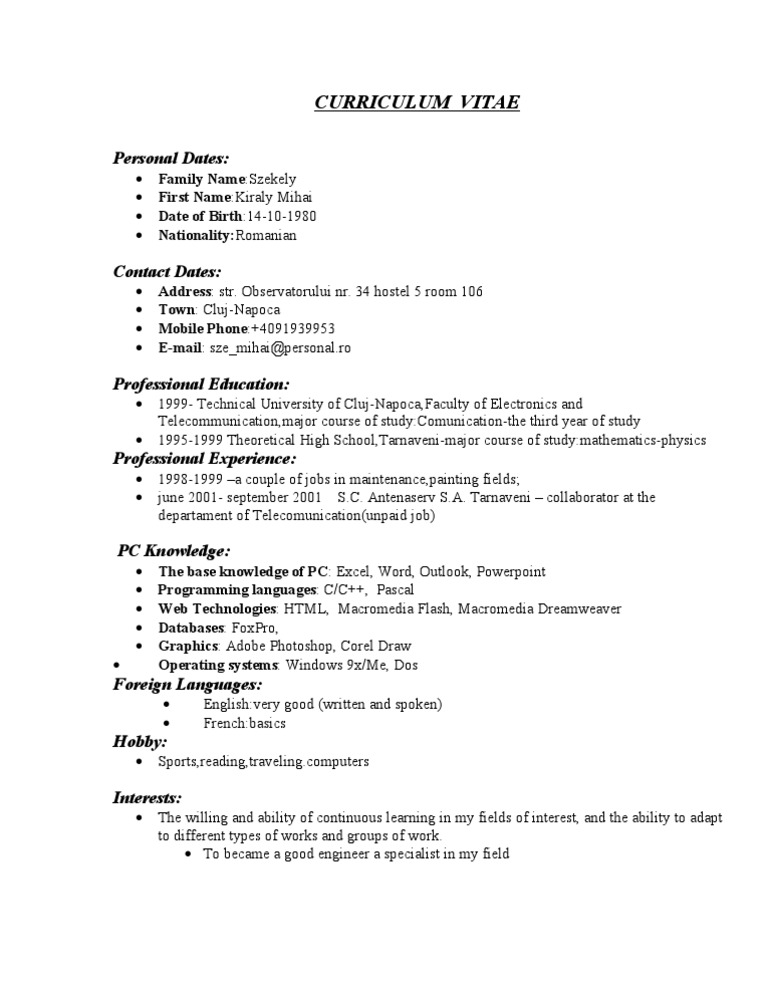 CURRICULUM VITAE
Personal Dates:
• Family Name:Szekely
• First Name:Kiraly Mihai
• Date of Birth:14-10-1980
• Nationality:Romanian
Contact Dates:
• Address: str. Observatorului nr. 34 hostel 5 room 106
• Town: Cluj-Napoca
• Mobile Phone:+4091939953
• E-mail: sze_mihai@personal.ro
Professional Education:
• 1999- Technical University of Cluj-Napoca,Faculty of Electronics and
Telecommunication,major course of study:Comunication-the third year of study
• 1995-1999 Theoretical High School,Tarnaveni-major course of study:mathematics-physics
Professional Experience:
• 1998-1999 –a couple of jobs in maintenance,painting fields;
• june 2001- september 2001 S.C. Antenaserv S.A. Tarnaveni – collaborator at the
departament of Telecomunication(unpaid job)
PC Knowledge:
• The base knowledge of PC: Excel, Word, Outlook, Powerpoint
• Programming languages: C/C++, Pascal
• Web Technologies: HTML, Macromedia Flash, Macromedia Dreamweaver
• Databases: FoxPro,
• Graphics: Adobe Photoshop, Corel Draw
• Operating systems: Windows 9x/Me, Dos
Foreign Languages:
• English:very good (written and spoken)
• French:basics
Hobby:
• Sports,reading,traveling.computers
Interests:
• The willing and ability of continuous learning in my fields of interest, and the ability to adapt
to different types of works and groups of work.
• To became a good engineer a specialist in my field